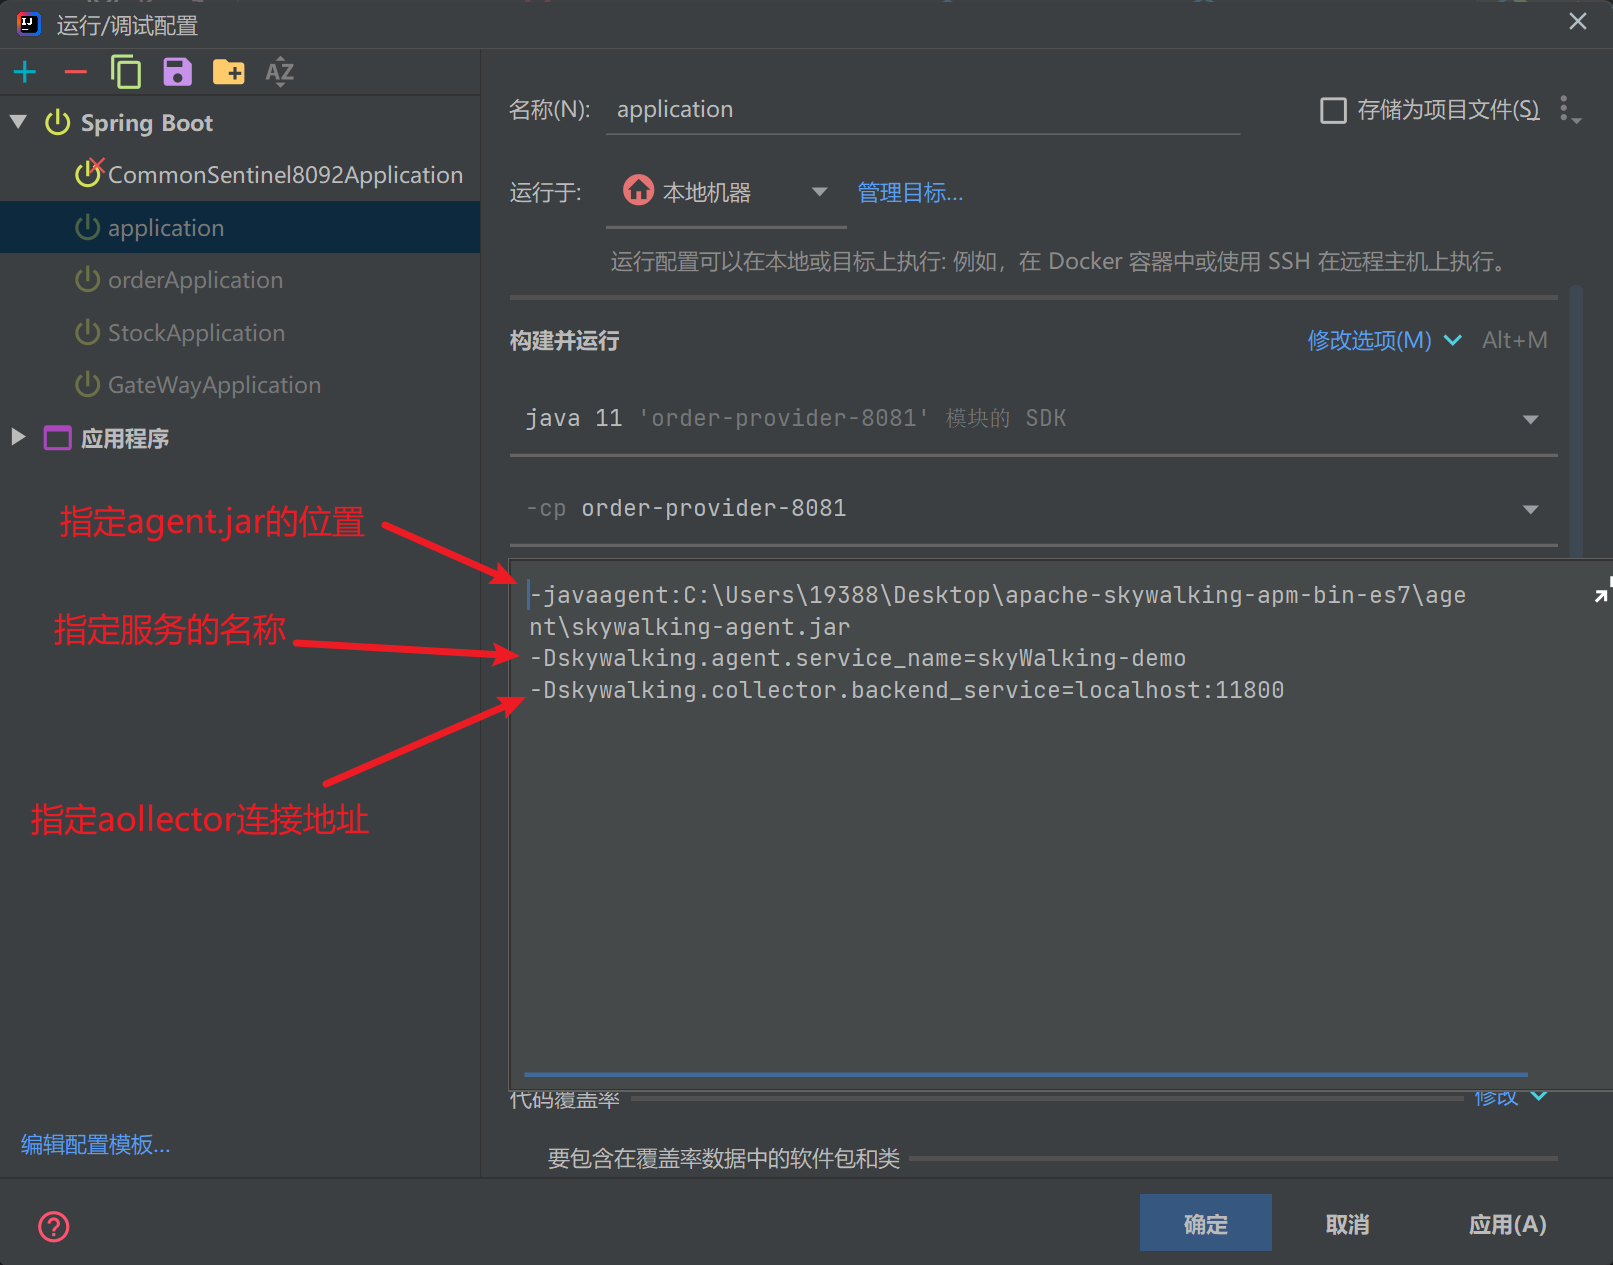 运行/调试配置
名称(N): application
存储为项目文件(S)
Spring Boot
CommonSentinel8092Application
application
orderApplication
StockApplication
GateWayApplication
应用程序
运行于: 本地机器 管理目标...
运行配置可以在本地或目标上执行: 例如，在 Docker 容器中或使用 SSH 在远程主机上执行。
构建并运行 修改选项(M) Alt+M
java 11 'order-provider-8081' 模块的 SDK
-cp order-provider-8081
指定agent.jar的位置
指定服务的名称
指定aollector连接地址
-javaagent:C:\Users\19388\Desktop\apache-skywalking-apm-bin-es7\age
nt\skywalking-agent.jar
-Dskywalking.agent.service_name=skyWalking-demo
-Dskywalking.collector.backend_service=localhost:11800
代码覆盖率 修改
要包含在覆盖率数据中的软件包和类
编辑配置模板...
确定 取消 应用(A)